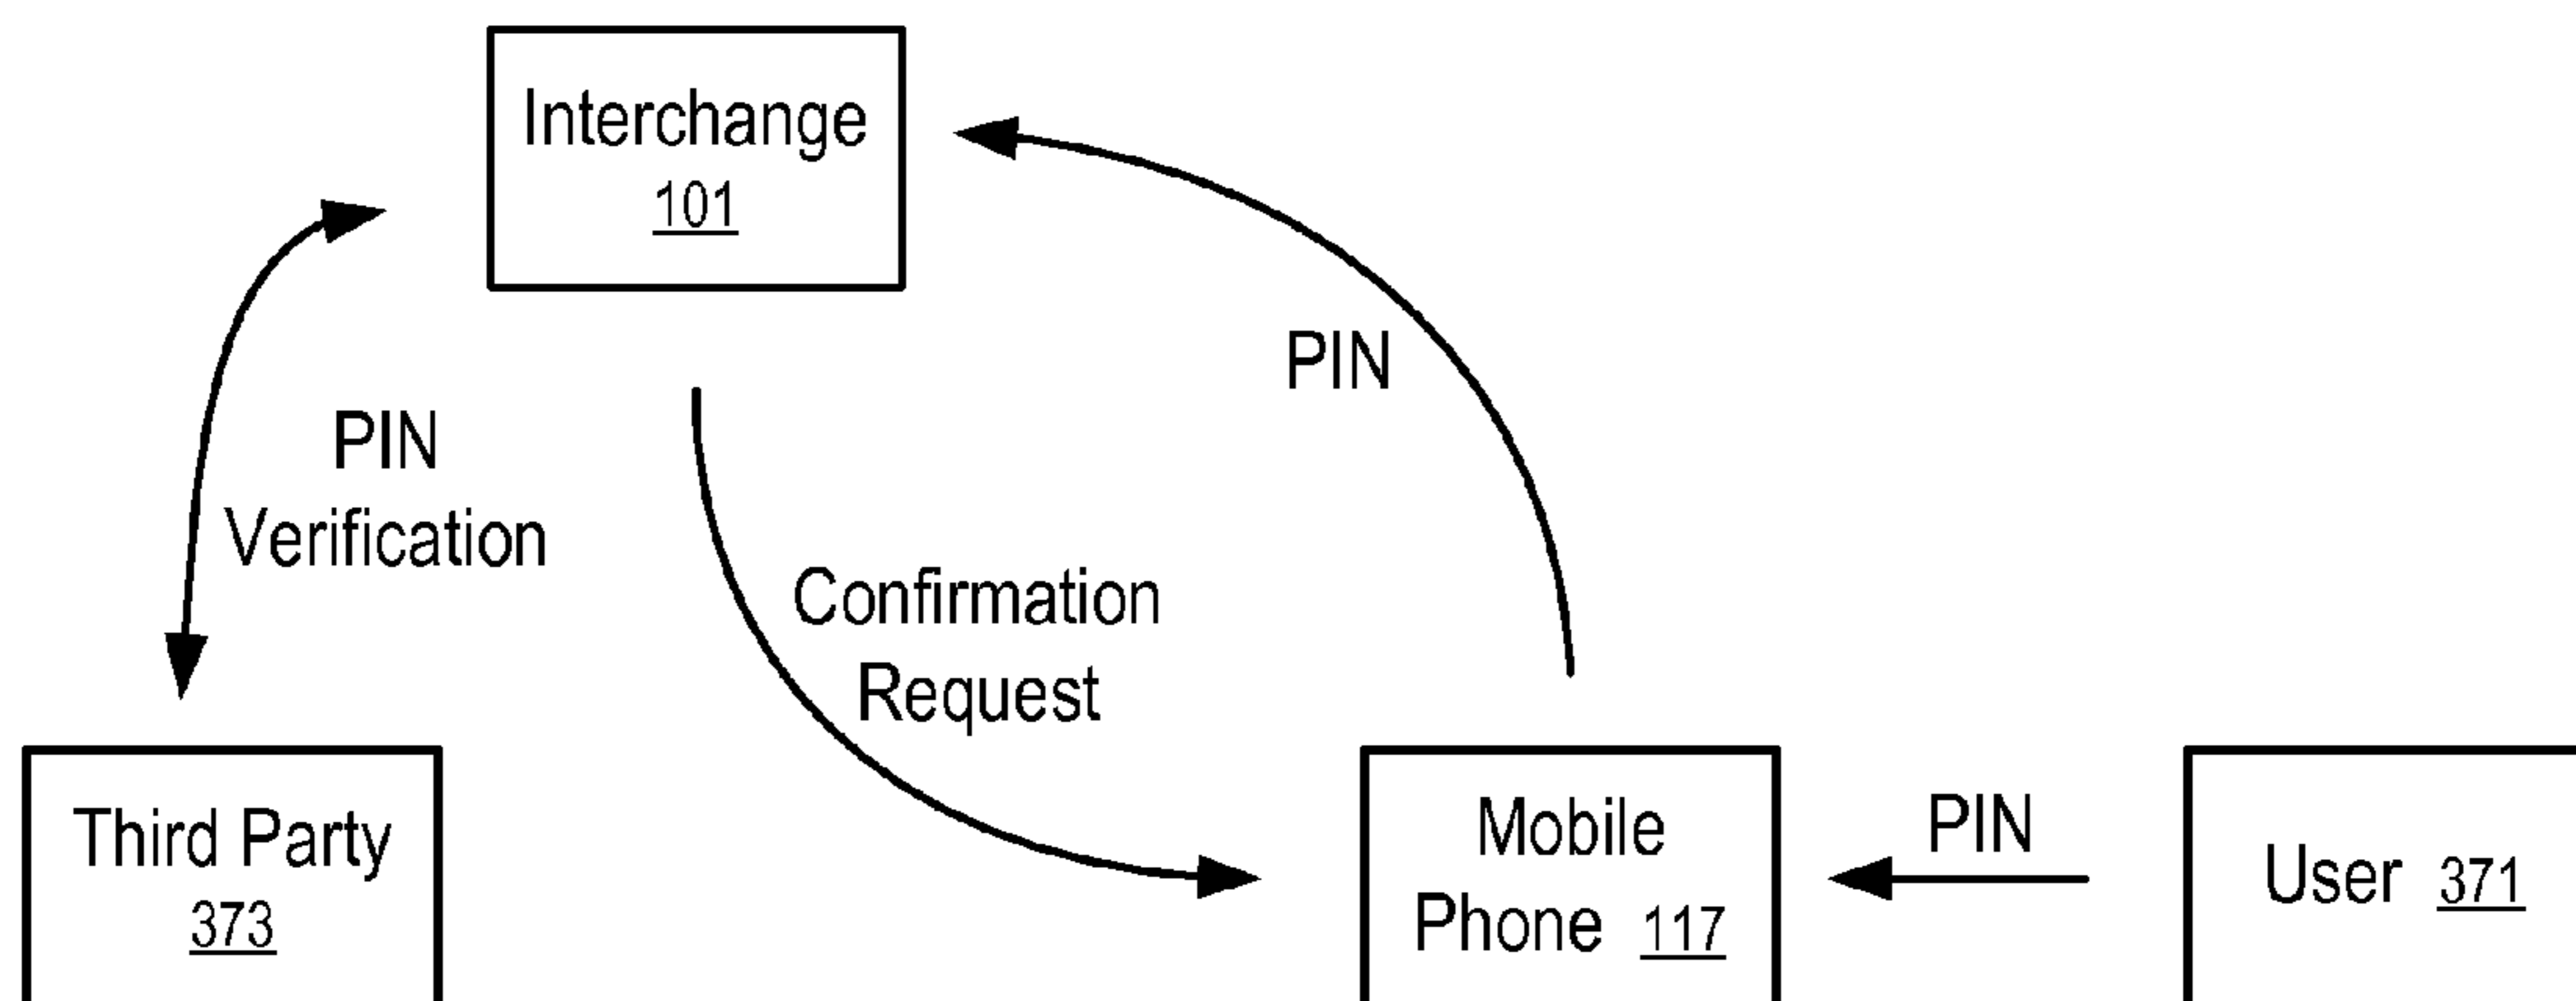 Interchange
101
PIN
PIN
Verification
Confirmation
Request
Third Party
373
Mobile
Phone 117
PIN
User 371